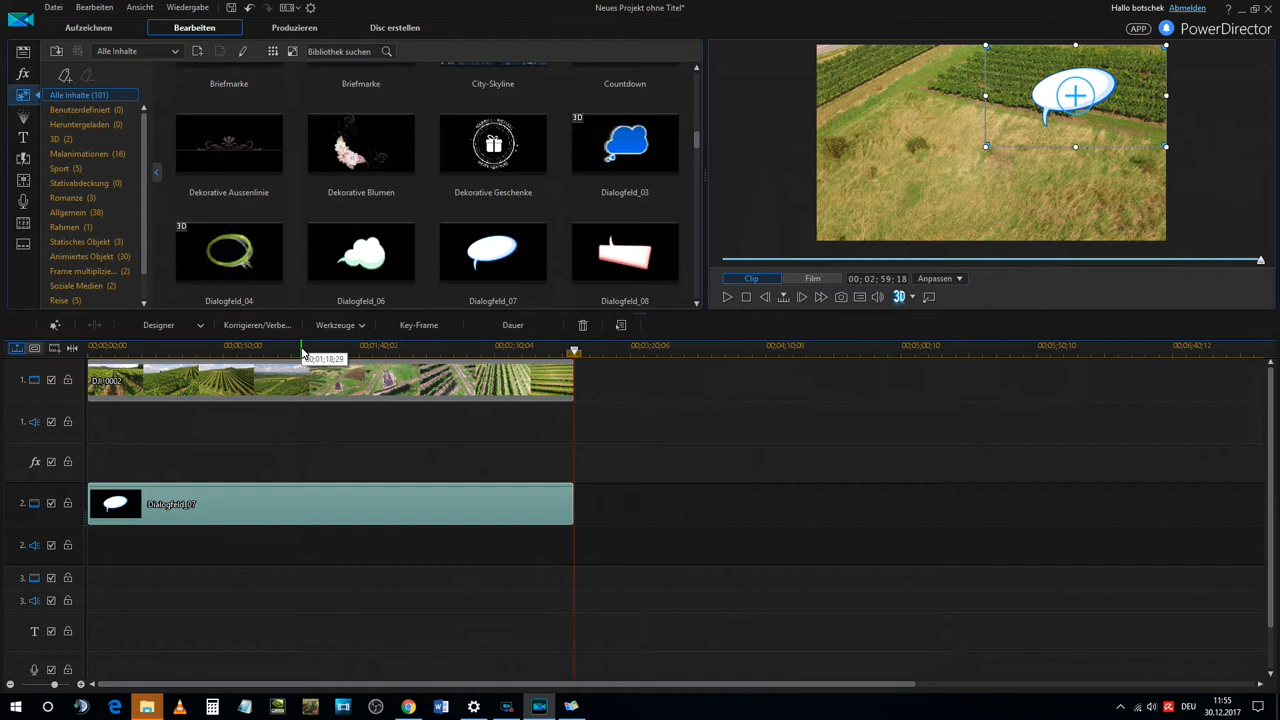 Datei Bearbeiten Ansicht Wiedergabe Neues Projekt ohne Titel* Hallo botschek Abmelden ?
Aufzeichnen Bearbeiten Produzieren Disc erstellen APP PowerDirector
Alle Inhalte Bibliothek suchen
fx
Alle Inhalte (101)
Benutzerdefiniert (0)
Heruntergeladen (0)
3D (2)
Malanimationen (16)
Sport (5)
Stativabdeckung (0)
Romanze (3)
Allgemein (38)
Rahmen (1)
Statisches Objekt (3)
Animiertes Objekt (30)
Frame multiplizie... (2)
Soziale Medien (2)
Reise (5)
T
Briefmarke Briefmarke City-Skyline Countdown
3D
Dekorative Aussenlinie Dekorative Blumen Dekorative Geschenke Dialogfeld_03
3D
Dialogfeld_04 Dialogfeld_06 Dialogfeld_07 Dialogfeld_08
Clip Film 00;02;59;18 Anpassen
3D
Designer Korrigieren/Verbe... Werkzeuge Key-Frame Dauer
00;00;00;00 00;00;50;00 00;01;40;02 00;02;30;04 00;03;20;06 00;04;10;08 00;05;00;10 00;05;50;10 00;06;40;12
00;01;18;29
1. DJI_0002
1.
fx
2. Dialogfeld_07
2.
3.
3.
T
DEU 11:55
30.12.2017